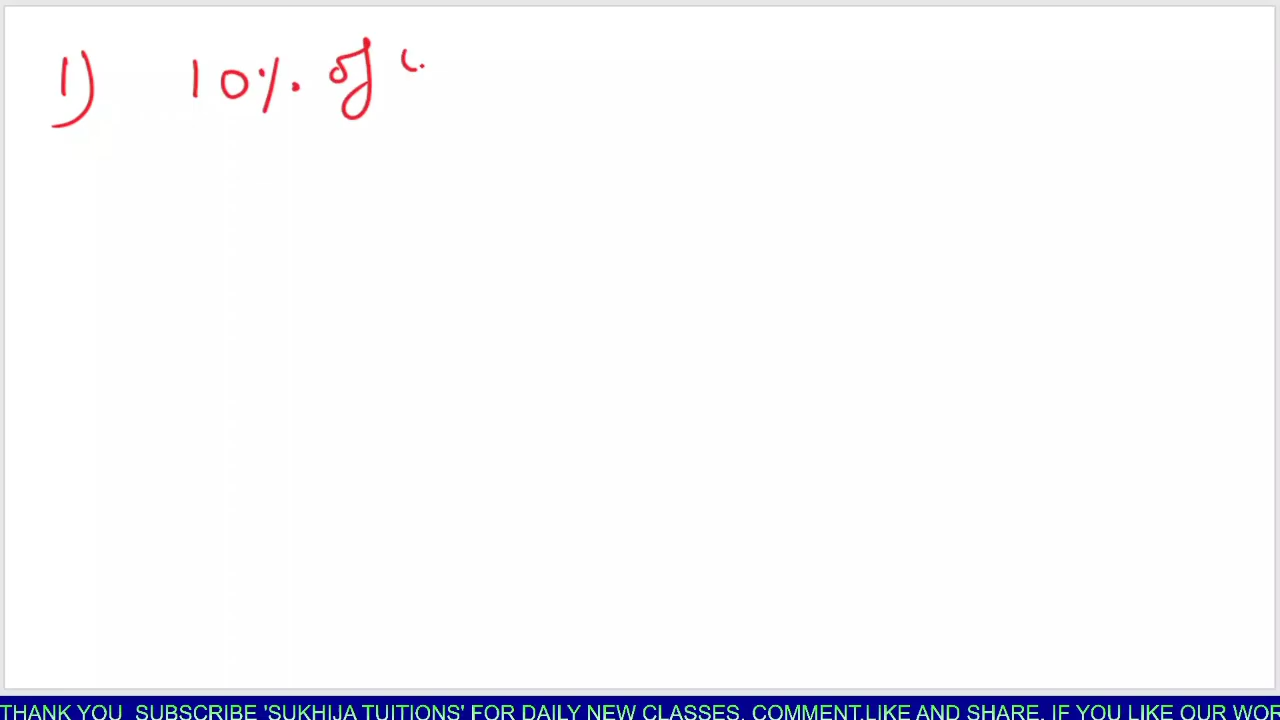 1) 10%. of
THANK YOU SUBSCRIBE 'SUKHIJA TUITIONS' FOR DAILY NEW CLASSES. COMMENT,LIKE AND SHARE, IF YOU LIKE OUR